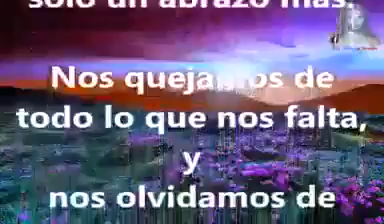 solo un abrazo más.
Nos quejamos de
todo lo que nos falta,
y
nos olvidamos de